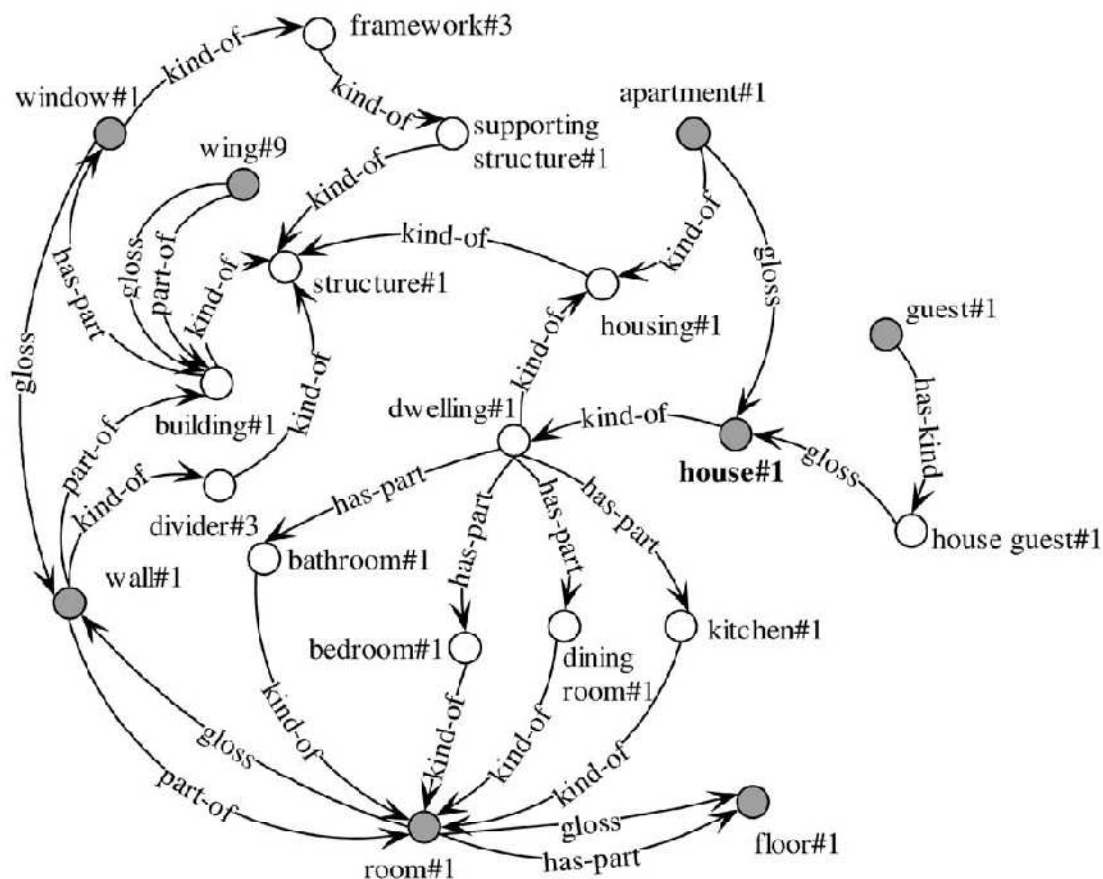 framework#3
kind-of
window#1
kind-of
apartment#1
supporting
structure#1
wing#9
kind-of
kind-of
kind-of
gloss
has-part
gloss
part-of
kind-of
structure#1
housing#1
guest#1
gloss
kind-of
has-kind
building#1
kind-of
dwelling#1
kind-of
house#1
gloss
part-of
kind-of
divider#3
has-part
has-part
has-part
has-part
house guest#1
bathroom#1
wall#1
bedroom#1
dining
room#1
kitchen#1
kind-of
kind-of
kind-of
kind-of
gloss
part-of
gloss
has-part
room#1
floor#1